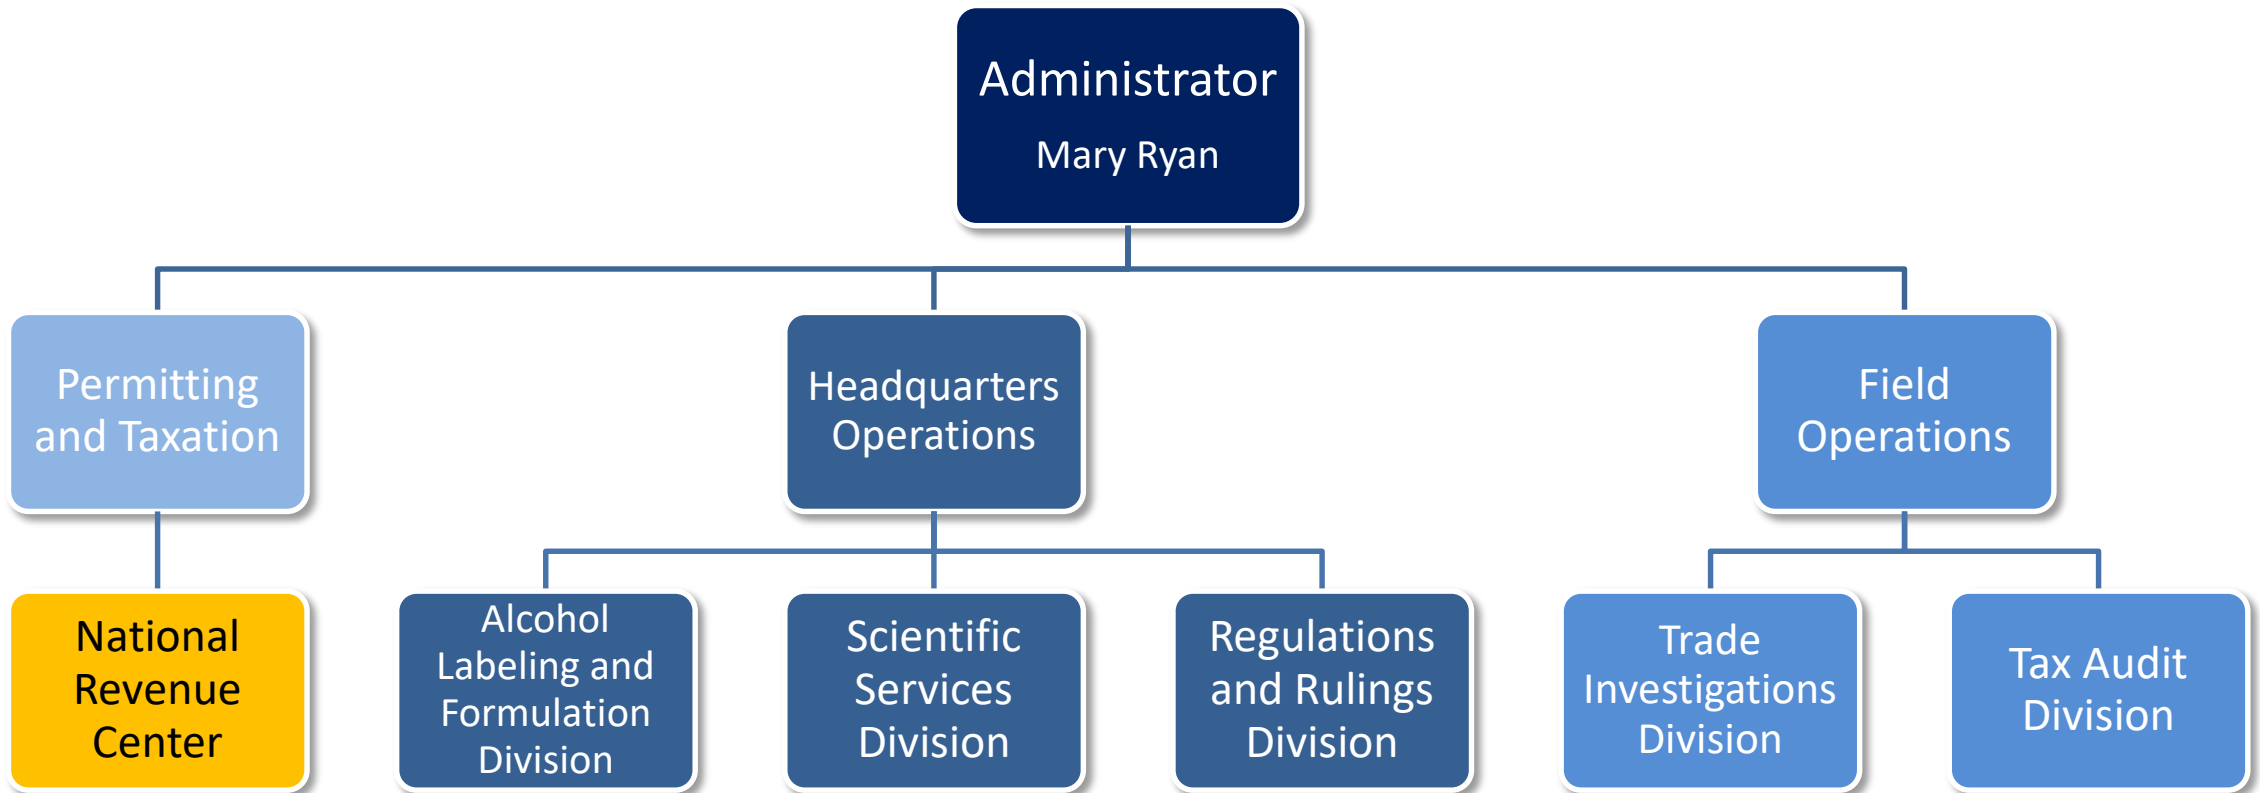 Administrator
Mary Ryan
Permitting
and Taxation
Headquarters
Operations
Field
Operations
National
Revenue
Center
Alcohol
Labeling and
Formulation
Division
Scientific
Services
Division
Regulations
and Rulings
Division
Trade
Investigations
Division
Tax Audit
Division